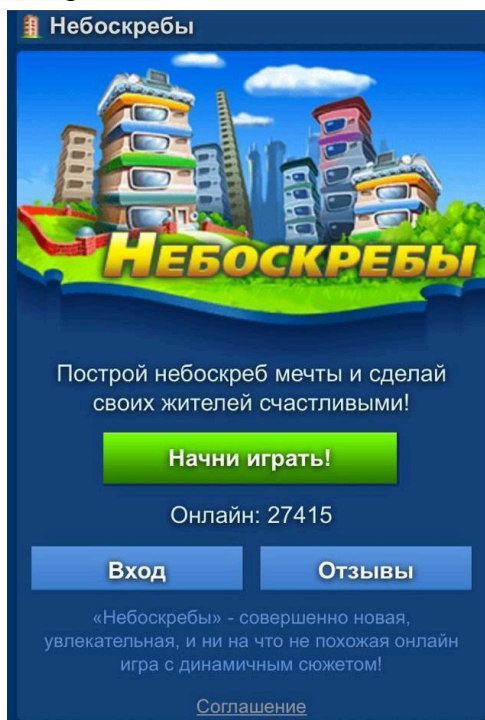 Небоскребы
НЕБОСКРЕБЫ
Построй небоскреб мечты и сделай
своих жителей счастливыми!
Начни играть!
Онлайн: 27415
Вход
Отзывы
«Небоскребы» - совершенно новая,
увлекательная, и ни на что не похожая онлайн
игра с динамичным сюжетом!
Соглашение